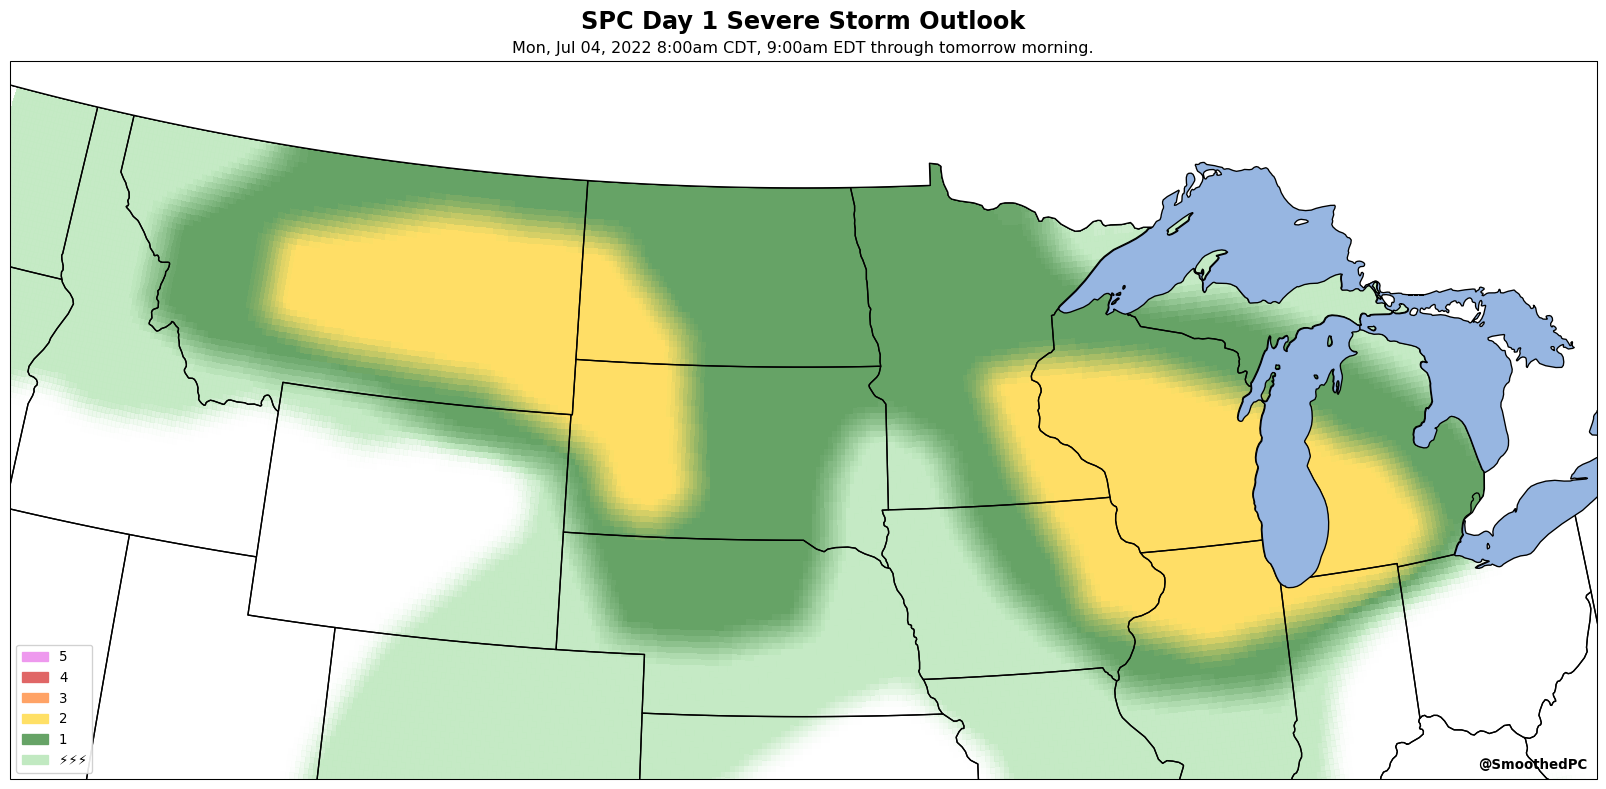 SPC Day 1 Severe Storm Outlook
Mon, Jul 04, 2022 8:00am CDT, 9:00am EDT through tomorrow morning.
5
4
3
2
1
⚡⚡⚡
@SmoothedPC